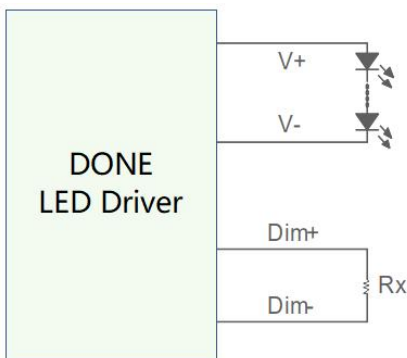 V+
V-
DONE
LED Driver
Dim+
Rx
Dim-